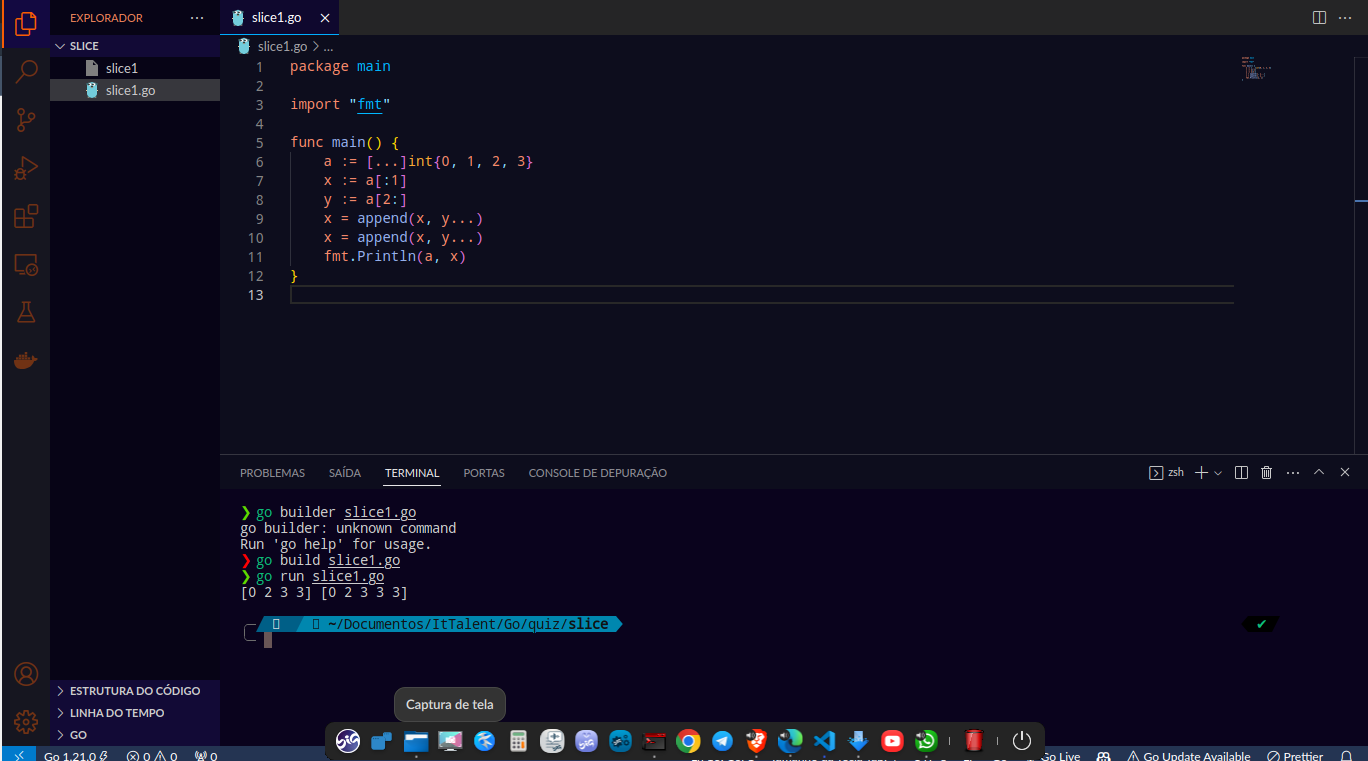 EXPLORADOR
SLICE
slice1
slice1.go
ESTRUTURA DO CÓDIGO
LINHA DO TEMPO
GO
slice1.go
slice1.go > ...
1 package main
2
3 import "fmt"
4
5 func main() {
6 a := [...]int{0, 1, 2, 3}
7 x := a[:1]
8 y := a[2:]
9 x = append(x, y...)
10 x = append(x, y...)
11 fmt.Println(a, x)
12 }
13
PROBLEMAS SAÍDA TERMINAL PORTAS CONSOLE DE DEPURAÇÃO
zsh
❯ go builder slice1.go
go builder: unknown command
Run 'go help' for usage.
❯ go build slice1.go
❯ go run slice1.go
[0 2 3 3] [0 2 3 3 3]
~/Documentos/ItTalent/Go/quiz/slice
Captura de tela
Go 1.21.0 0 0 0 Go Live Go Update Available Prettier